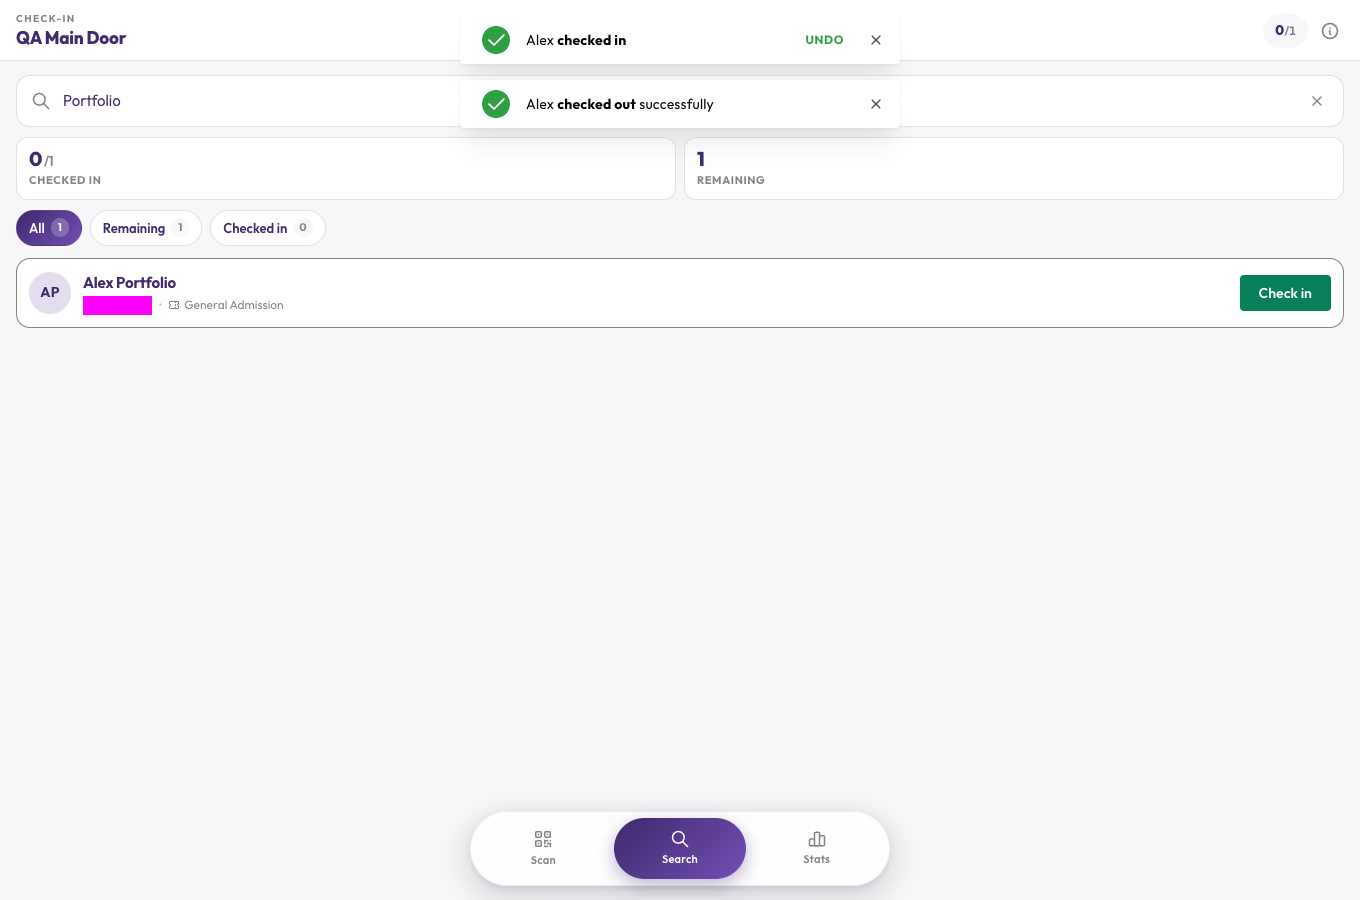 CHECK-IN
QA Main Door
Alex checked in
UNDO
0/1
Alex checked out successfully
Portfolio
0/1
CHECKED IN
1
REMAINING
All 1
Remaining 1
Checked in 0
AP
Alex Portfolio
· General Admission
Check in
Scan
Search
Stats